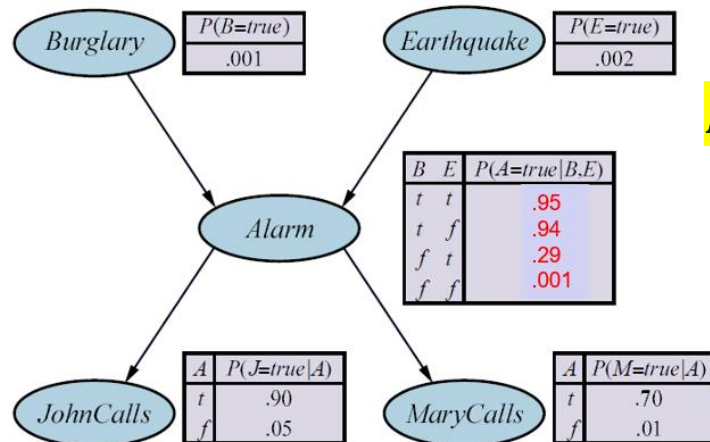 Burglary
P(B=true)
.001
Earthquake
P(E=true)
.002
B E P(A=true|B,E)
t t .95
t f .94
f t .29
f f .001
Alarm
A P(J=true|A)
t .90
f .05
JohnCalls
A P(M=true|A)
t .70
f .01
MaryCalls